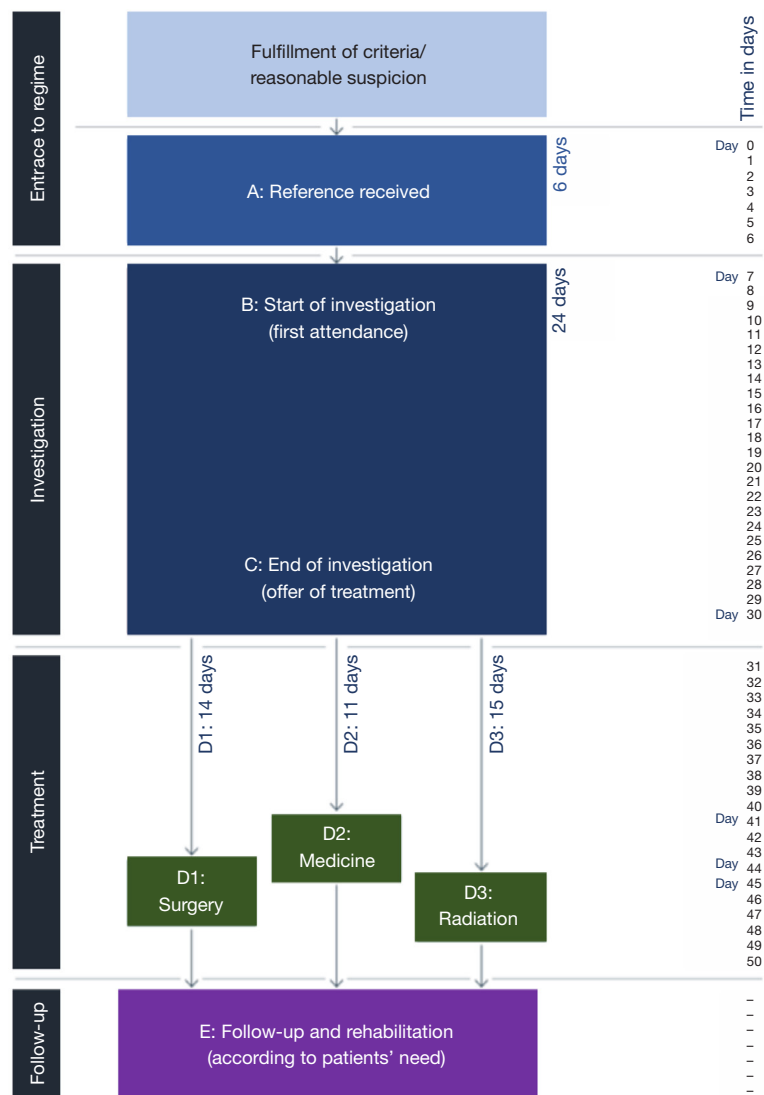 Entrace to regime
Fulfillment of criteria/
reasonable suspicion
Time in days
A: Reference received
6 days
Day 0
1
2
3
4
5
6
Investigation
B: Start of investigation
(first attendance)
24 days
C: End of investigation
(offer of treatment)
Day 7
8
9
10
11
12
13
14
15
16
17
18
19
20
21
22
23
24
25
26
27
28
29
Day 30
Treatment
D1: 14 days
D2: 11 days
D3: 15 days
D1:
Surgery
D2:
Medicine
D3:
Radiation
31
32
33
34
35
36
37
38
39
40
Day 41
42
43
Day 44
Day 45
46
47
48
49
50
Follow-up
E: Follow-up and rehabilitation
(according to patients’ need)
–
–
–
–
–
–
–